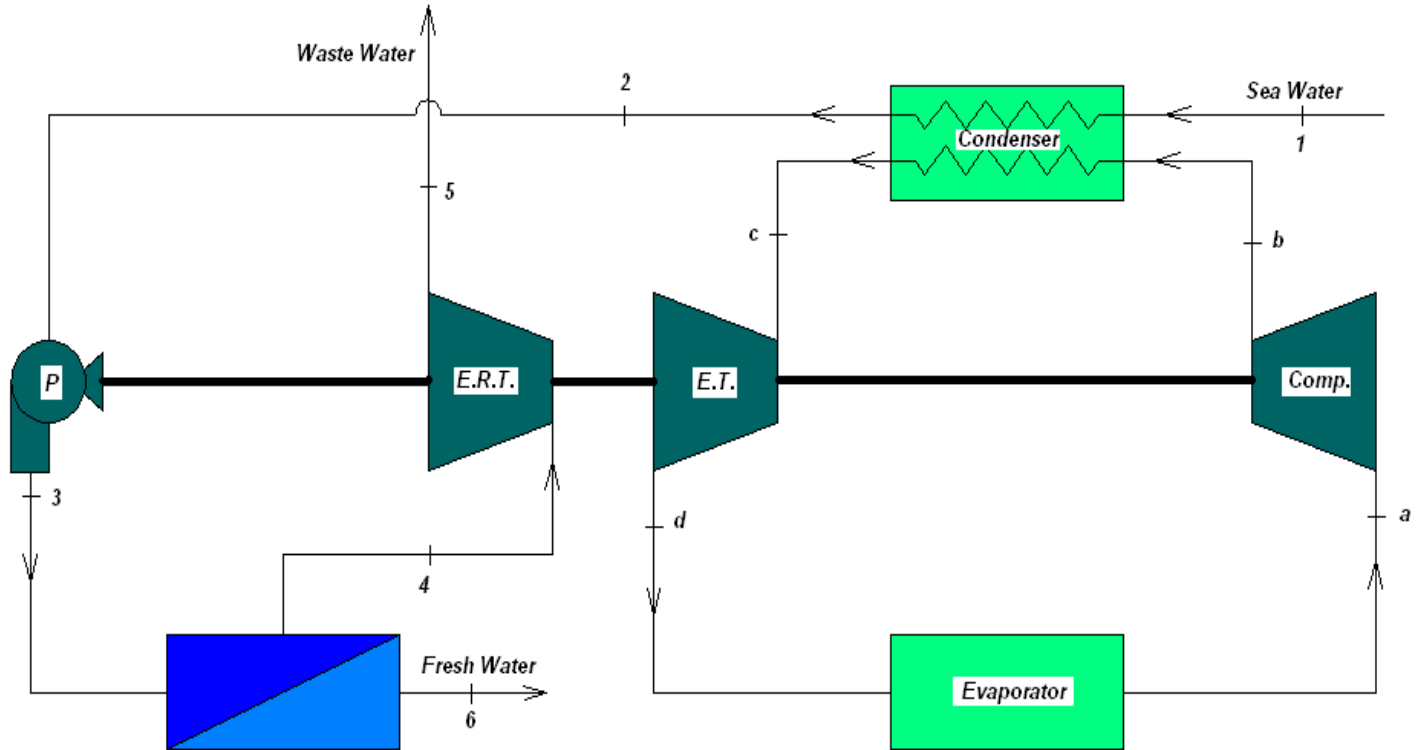 Waste Water
2
Sea Water
Condenser
1
5
c
b
P
E.R.T.
E.T.
Comp.
3
d
a
4
Fresh Water
6
Evaporator